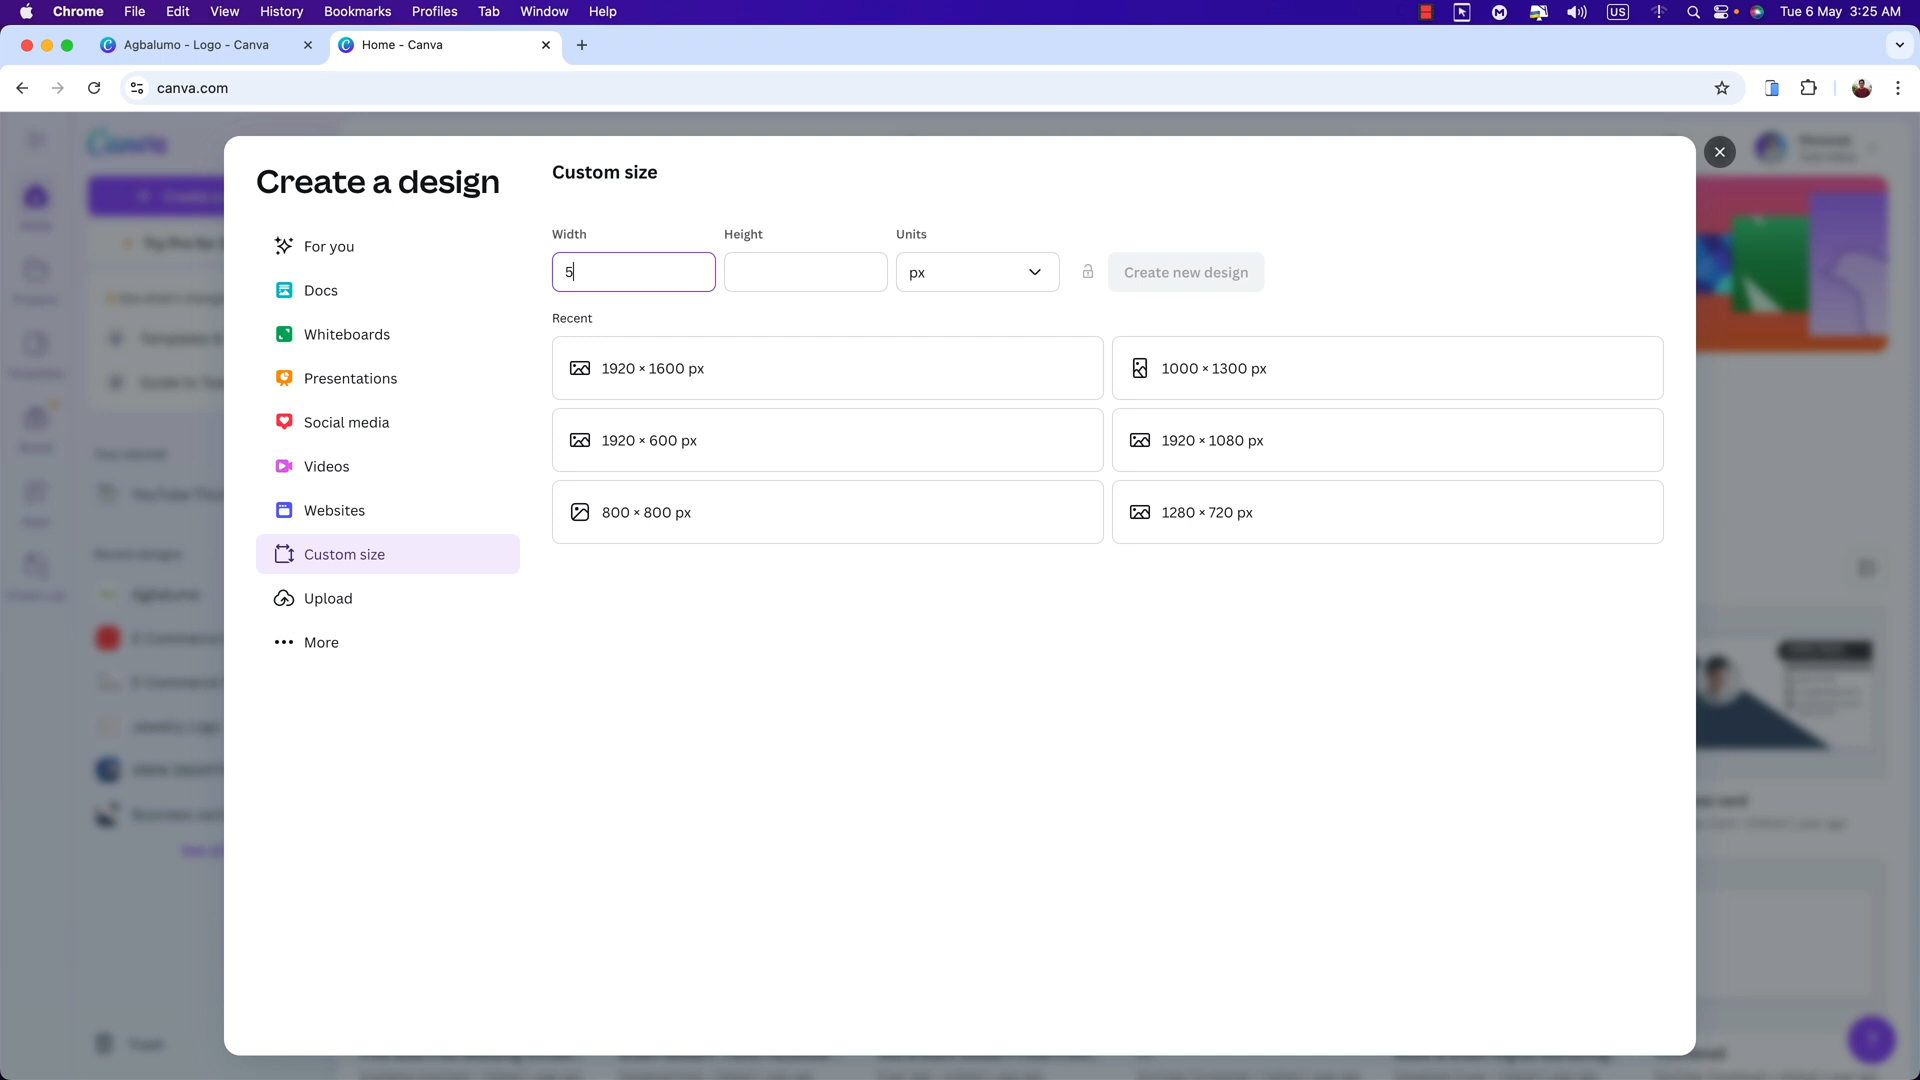 Chrome File Edit View History Bookmarks Profiles Tab Window Help US Tue 6 May 3:25 AM
Agbalumo - Logo - Canva
Home - Canva
canva.com
Canva
Create a design
For you
Docs
Whiteboards
Presentations
Social media
Videos
Websites
Custom size
Upload
More
Custom size
Width Height Units
5 px Create new design
Recent
1920 × 1600 px
1000 × 1300 px
1920 × 600 px
1920 × 1080 px
800 × 800 px
1280 × 720 px